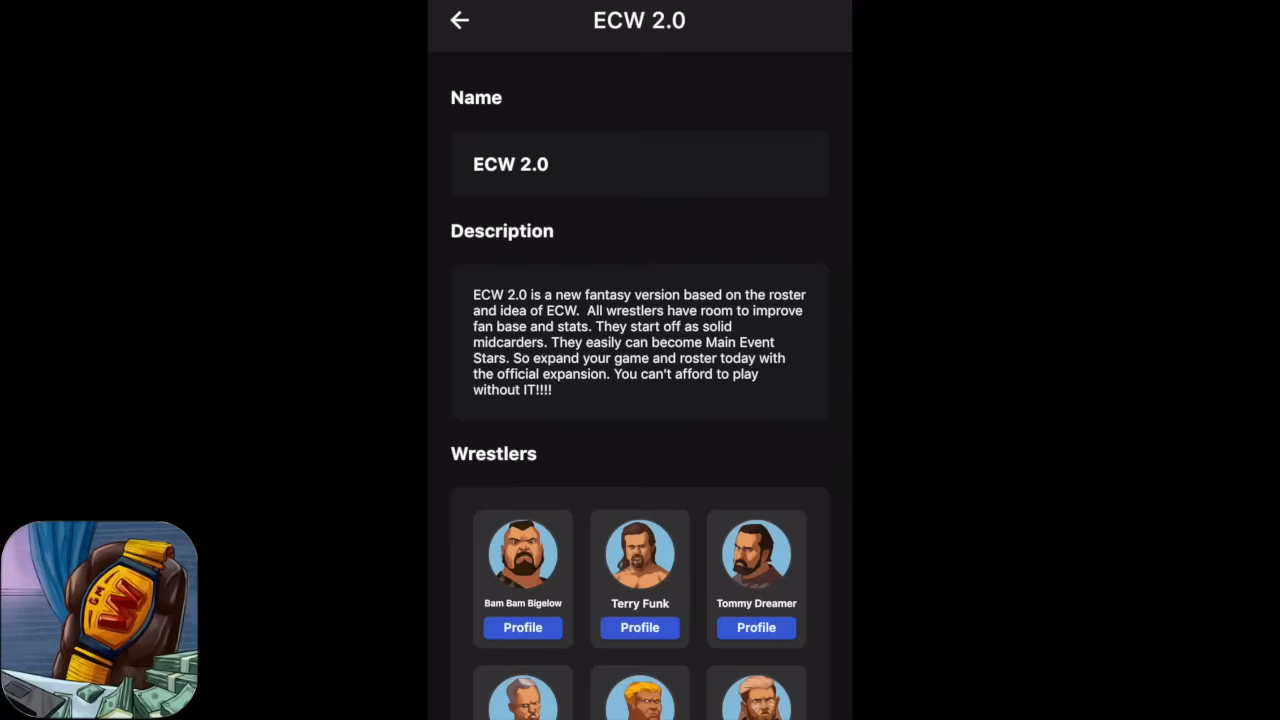 ECW 2.0
Name
ECW 2.0
Description
ECW 2.0 is a new fantasy version based on the roster
and idea of ECW.  All wrestlers have room to improve
fan base and stats. They start off as solid
midcarders. They easily can become Main Event
Stars. So expand your game and roster today with
the official expansion. You can't afford to play
without IT!!!!
Wrestlers
Bam Bam Bigelow
Terry Funk
Tommy Dreamer
Profile
Profile
Profile
GM
W